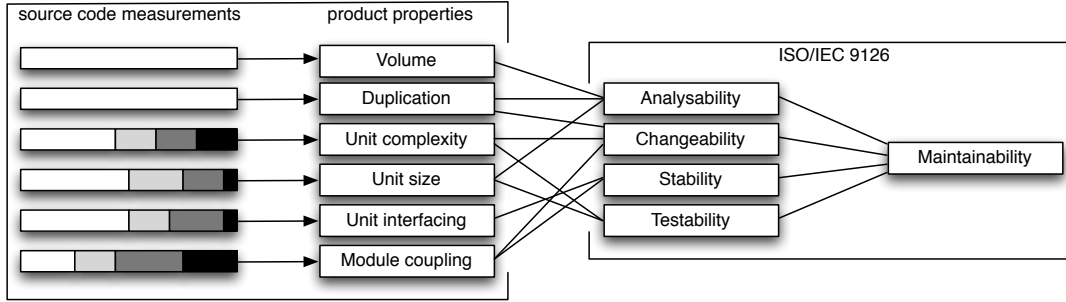 source code measurements
product properties
ISO/IEC 9126
Volume
Duplication
Unit complexity
Unit size
Unit interfacing
Module coupling
Analysability
Changeability
Stability
Testability
Maintainability